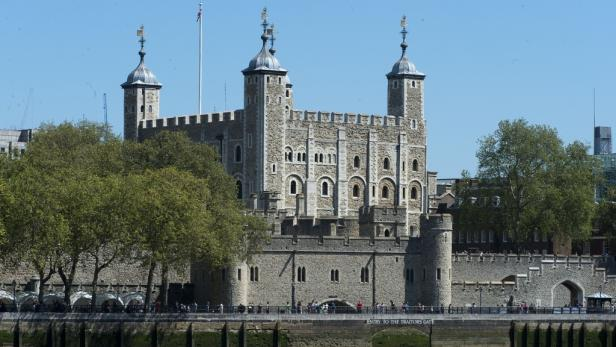 ENTRY TO THE TRAITORS GATE